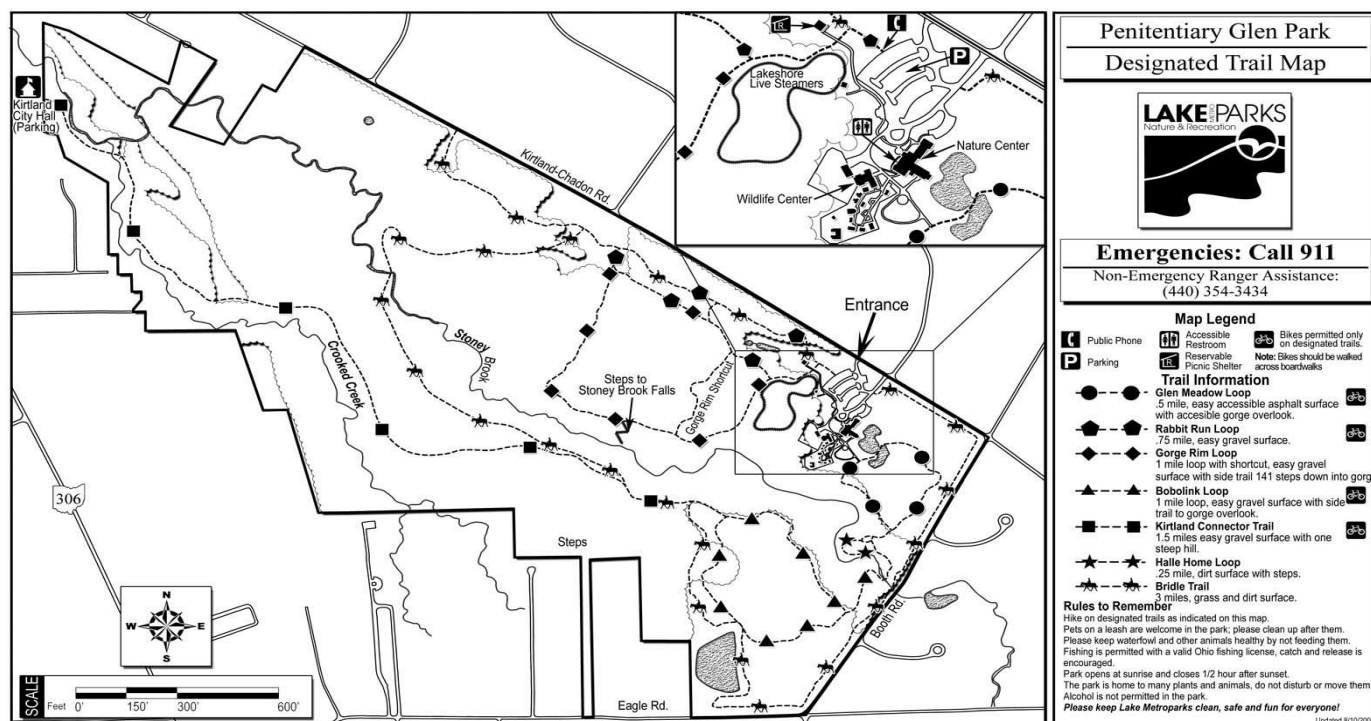 Kirtland
City Hall
(Parking)
Kirtland-Chadon Rd.
Lakeshore
Live Steamers
P
Nature Center
Wildlife Center
Entrance
Stoney
Brook
Crooked Creek
Steps to
Stoney Brook Falls
Gorge Rim Shortcut
306
Steps
Booth Rd.
Eagle Rd.
N
W E
S
SCALE
Feet 0' 150' 300' 600'
Penitentiary Glen Park
Designated Trail Map
LAKE METRO PARKS
Nature & Recreation
Emergencies: Call 911
Non-Emergency Ranger Assistance:
(440) 354-3434
Map Legend
Public Phone
Accessible
Restroom
Bikes permitted only
on designated trails.
P Parking
Reservable
Picnic Shelter
Note: Bikes should be walked
across boardwalks
Trail Information
Glen Meadow Loop
.5 mile, easy accessible asphalt surface
with accesible gorge overlook.
Rabbit Run Loop
.75 mile, easy gravel surface.
Gorge Rim Loop
1 mile loop with shortcut, easy gravel
surface with side trail 141 steps down into gorg
Bobolink Loop
1 mile loop, easy gravel surface with side
trail to gorge overlook.
Kirtland Connector Trail
1.5 miles easy gravel surface with one
steep hill.
Halle Home Loop
.25 mile, dirt surface with steps.
Bridle Trail
3 miles, grass and dirt surface.
Rules to Remember
Hike on designated trails as indicated on this map.
Pets on a leash are welcome in the park; please clean up after them.
Please keep waterfowl and other animals healthy by not feeding them.
Fishing is permitted with a valid Ohio fishing license, catch and release is
encouraged.
Park opens at sunrise and closes 1/2 hour after sunset.
The park is home to many plants and animals, do not disturb or move them
Alcohol is not permitted in the park.
Please keep Lake Metroparks clean, safe and fun for everyone!
Updated